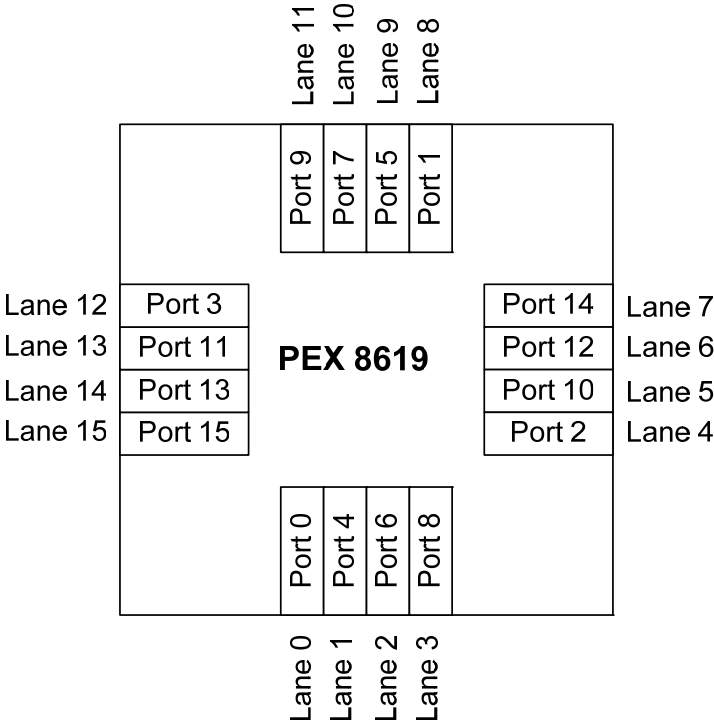 Lane 11
Lane 10
Lane 9
Lane 8
Port 9
Port 7
Port 5
Port 1
Lane 12
Port 3
Lane 13
Port 11
Lane 14
Port 13
Lane 15
Port 15
PEX 8619
Port 14
Lane 7
Port 12
Lane 6
Port 10
Lane 5
Port 2
Lane 4
Port 0
Port 4
Port 6
Port 8
Lane 0
Lane 1
Lane 2
Lane 3